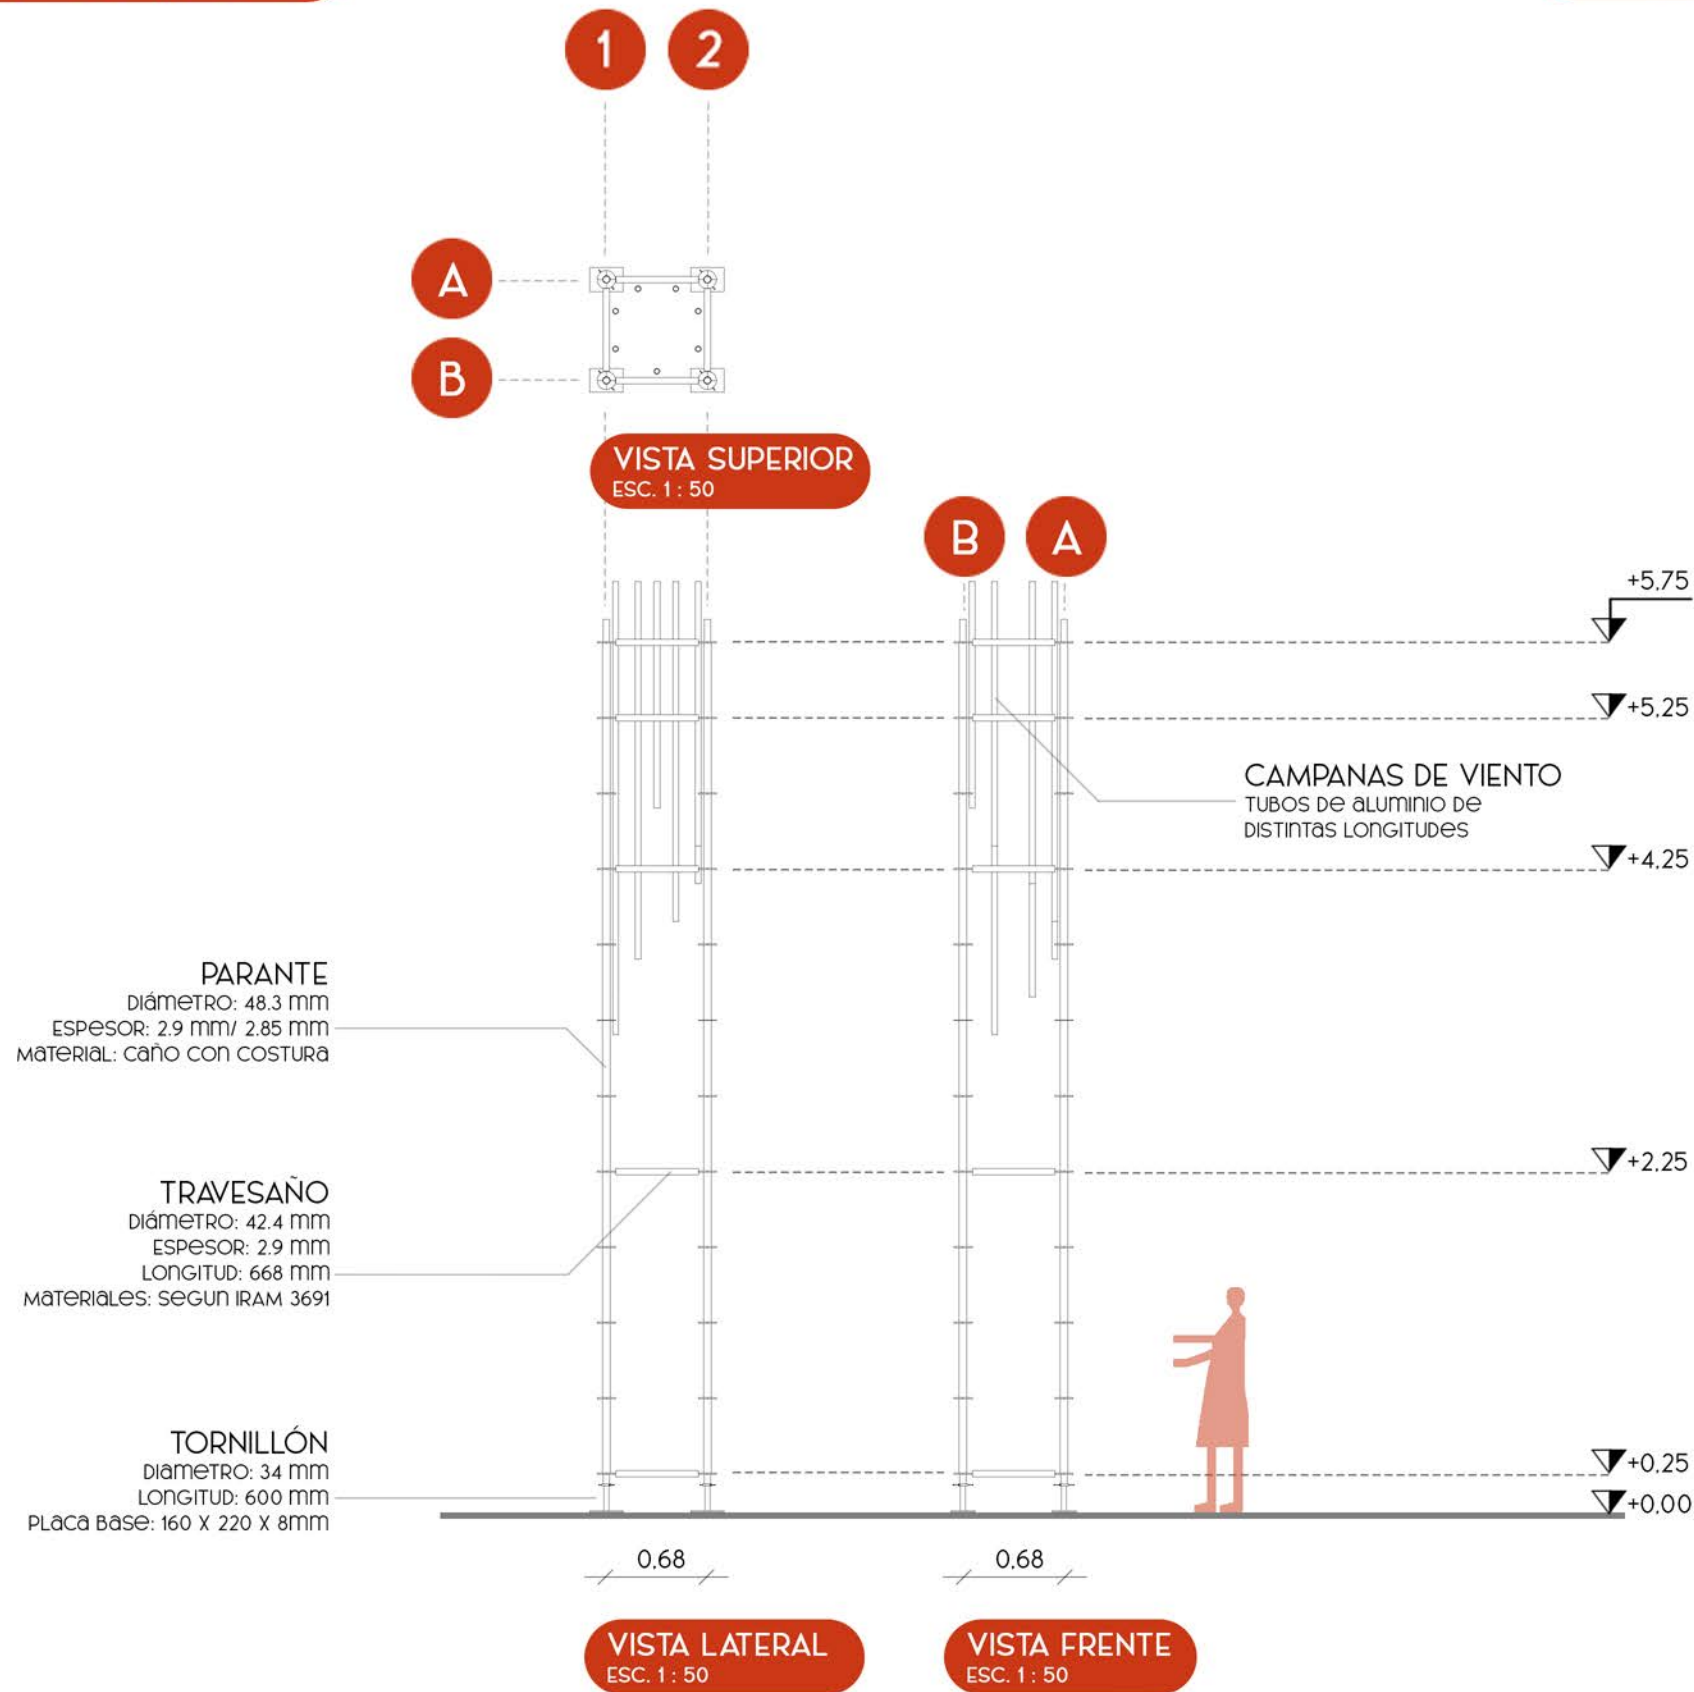 1
2
A
B
VISTA SUPERIOR
ESC. 1 : 50
B
A
+5,75
+5,25
CAMPANAS DE VIENTO
TUBOS DE ALUMINIO DE
DISTINTAS LONGITUDES
+4,25
PARANTE
DIÁMETRO: 48.3 MM
ESPESOR: 2.9 MM/ 2.85 MM
MATERIAL: CAÑO CON COSTURA
+2,25
TRAVESAÑO
DIÁMETRO: 42.4 MM
ESPESOR: 2.9 MM
LONGITUD: 668 MM
MATERIALES: SEGUN IRAM 3691
TORNILLÓN
DIAMETRO: 34 MM
LONGITUD: 600 MM
PLACA BASE: 160 X 220 X 8MM
+0,25
+0,00
0,68
0,68
VISTA LATERAL
ESC. 1 : 50
VISTA FRENTE
ESC. 1 : 50